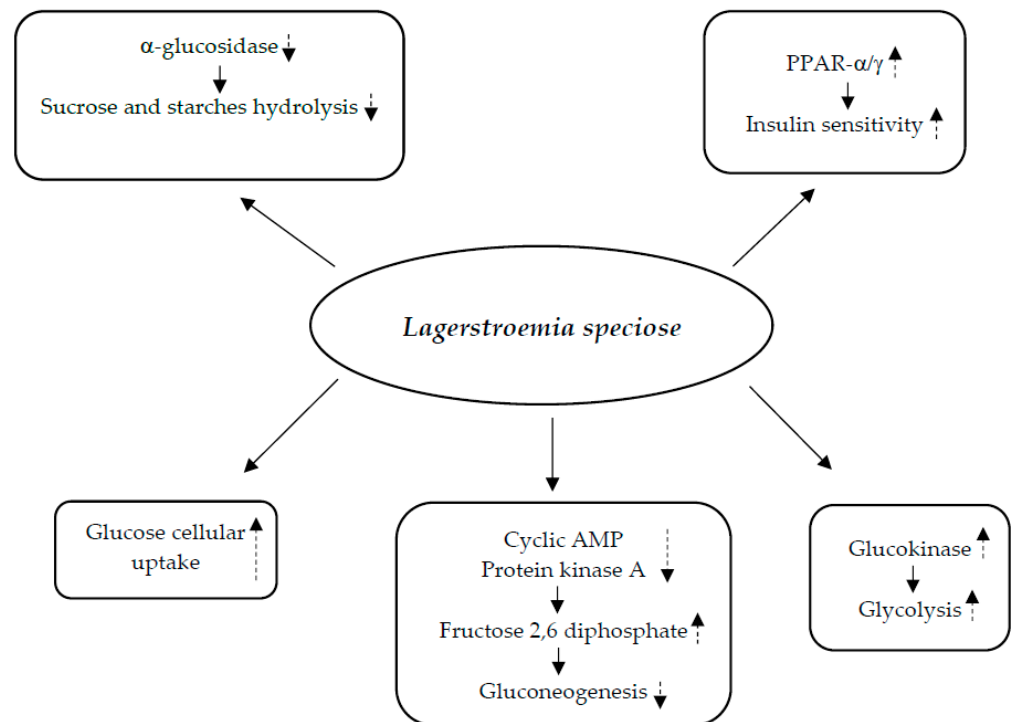 α-glucosidase
Sucrose and starches hydrolysis
PPAR-α/γ
Insulin sensitivity
Lagerstroemia speciose
Glucose cellular
uptake
Cyclic AMP
Protein kinase A
Fructose 2,6 diphosphate
Gluconeogenesis
Glucokinase
Glycolysis